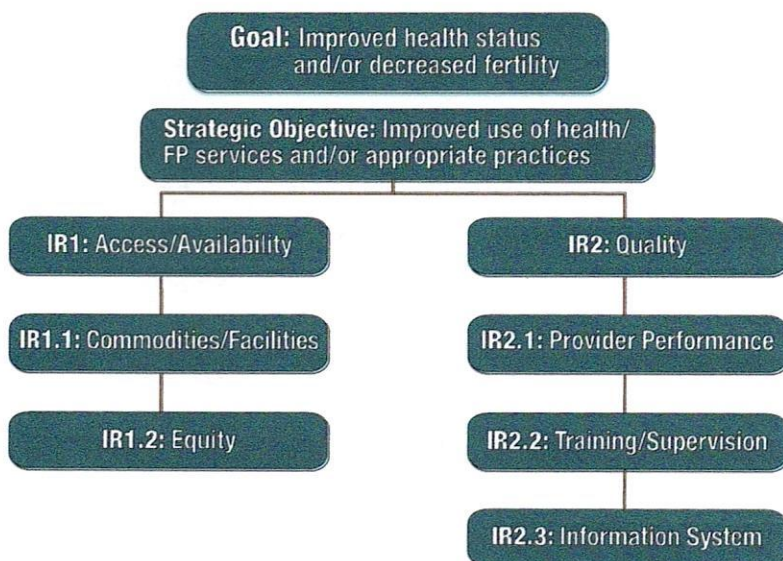 Goal: Improved health status
and/or decreased fertility
Strategic Objective: Improved use of health/
FP services and/or appropriate practices
IR1: Access/Availability
IR2: Quality
IR1.1: Commodities/Facilities
IR2.1: Provider Performance
IR1.2: Equity
IR2.2: Training/Supervision
IR2.3: Information System